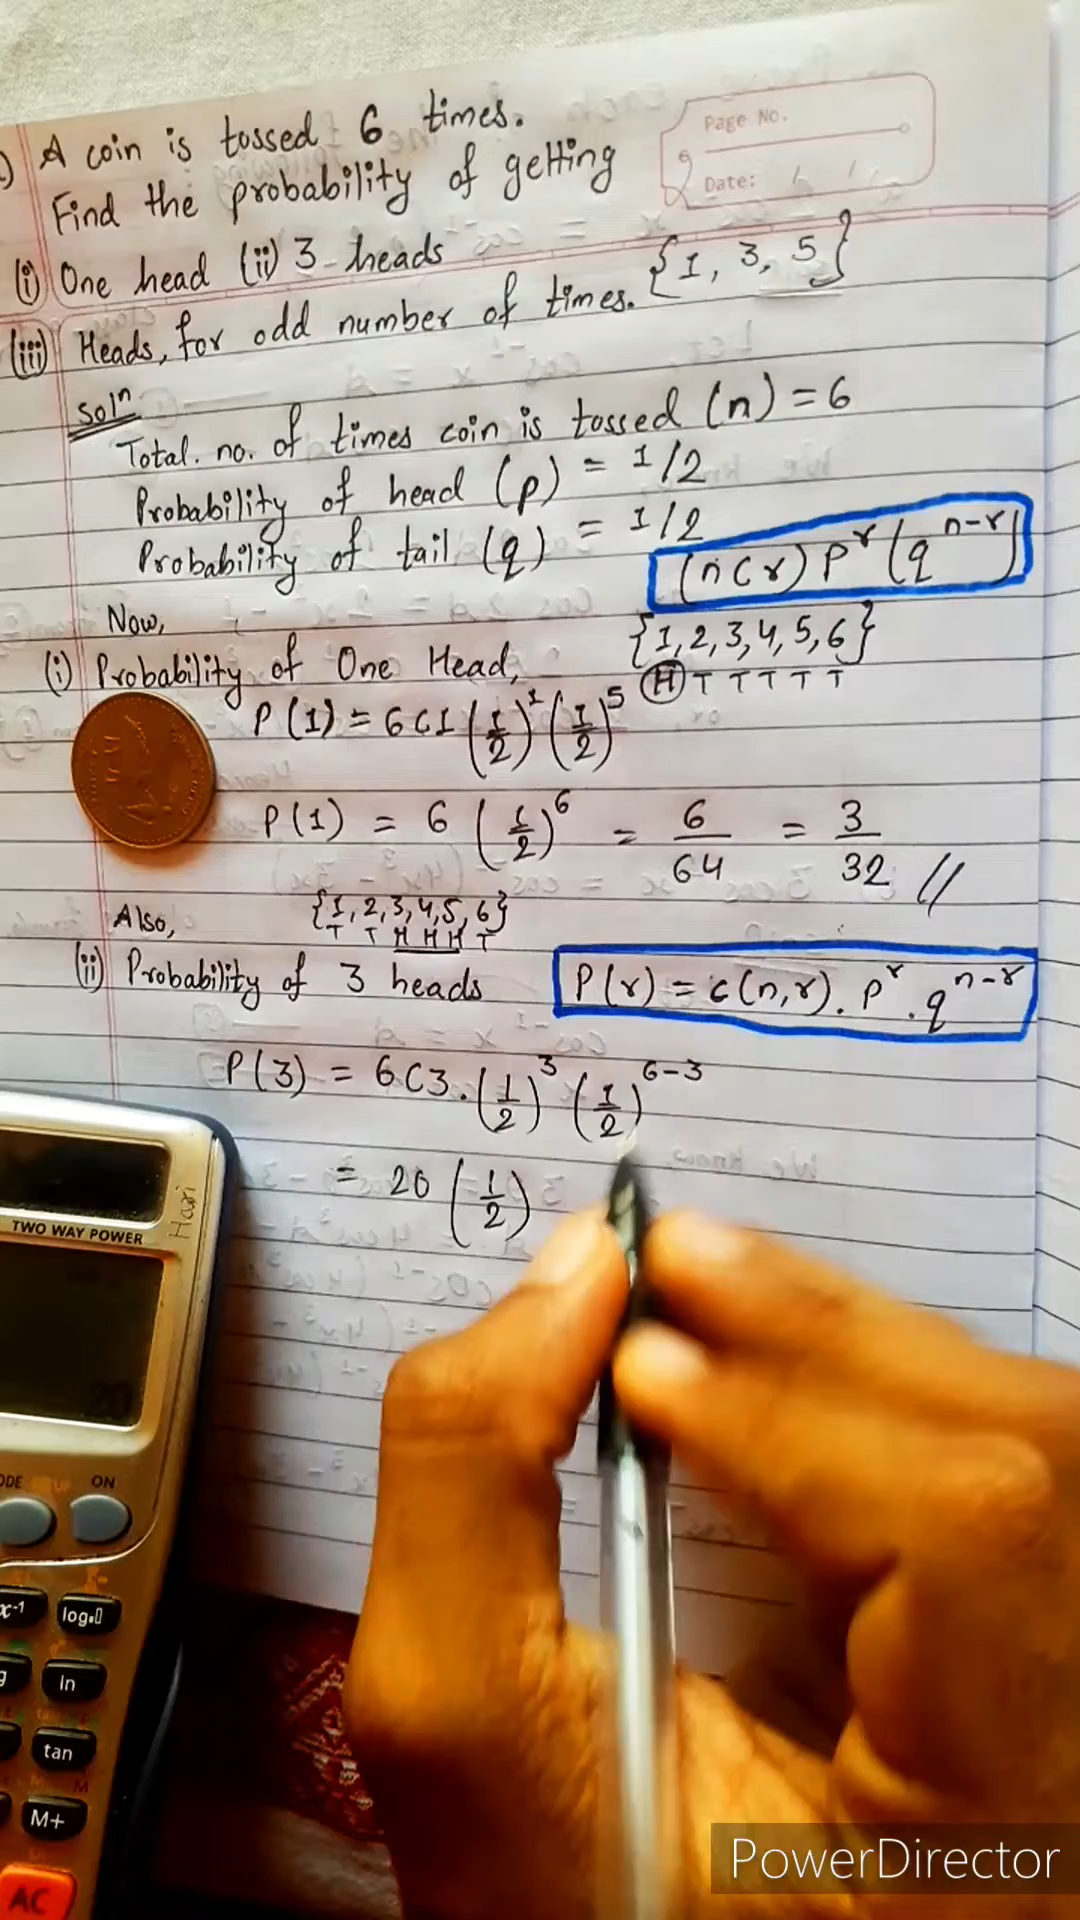 A coin is tossed 6 times.
Find the probability of getting
(i) One head (ii) 3 heads
(iii) Heads, for odd number of times. {1, 3, 5}
Page No.
Date:
Solⁿ
Total. no. of times coin is tossed (n) = 6
Probability of head (p) = 1/2
Probability of tail (q) = 1/2
(nCr) P^r (q^n-r)
Now,
{1,2,3,4,5,6}
(i) Probability of One Head,
H T T T T T
P(1) = 6C1 (1/2)^1 (1/2)^5
P(1) = 6 (1/2)^6 = 6/64 = 3/32 //
Also,
{1,2,3,4,5,6}
T T H H H T
(ii) Probability of 3 heads
P(r) = c(n,r). P^r . q^n-r
P(3) = 6C3. (1/2)^3 (1/2)^6-3
= 20 (1/2)
Hari
TWO WAY POWER
ON
x⁻¹
ln
tan
M+
AC
PowerDirector